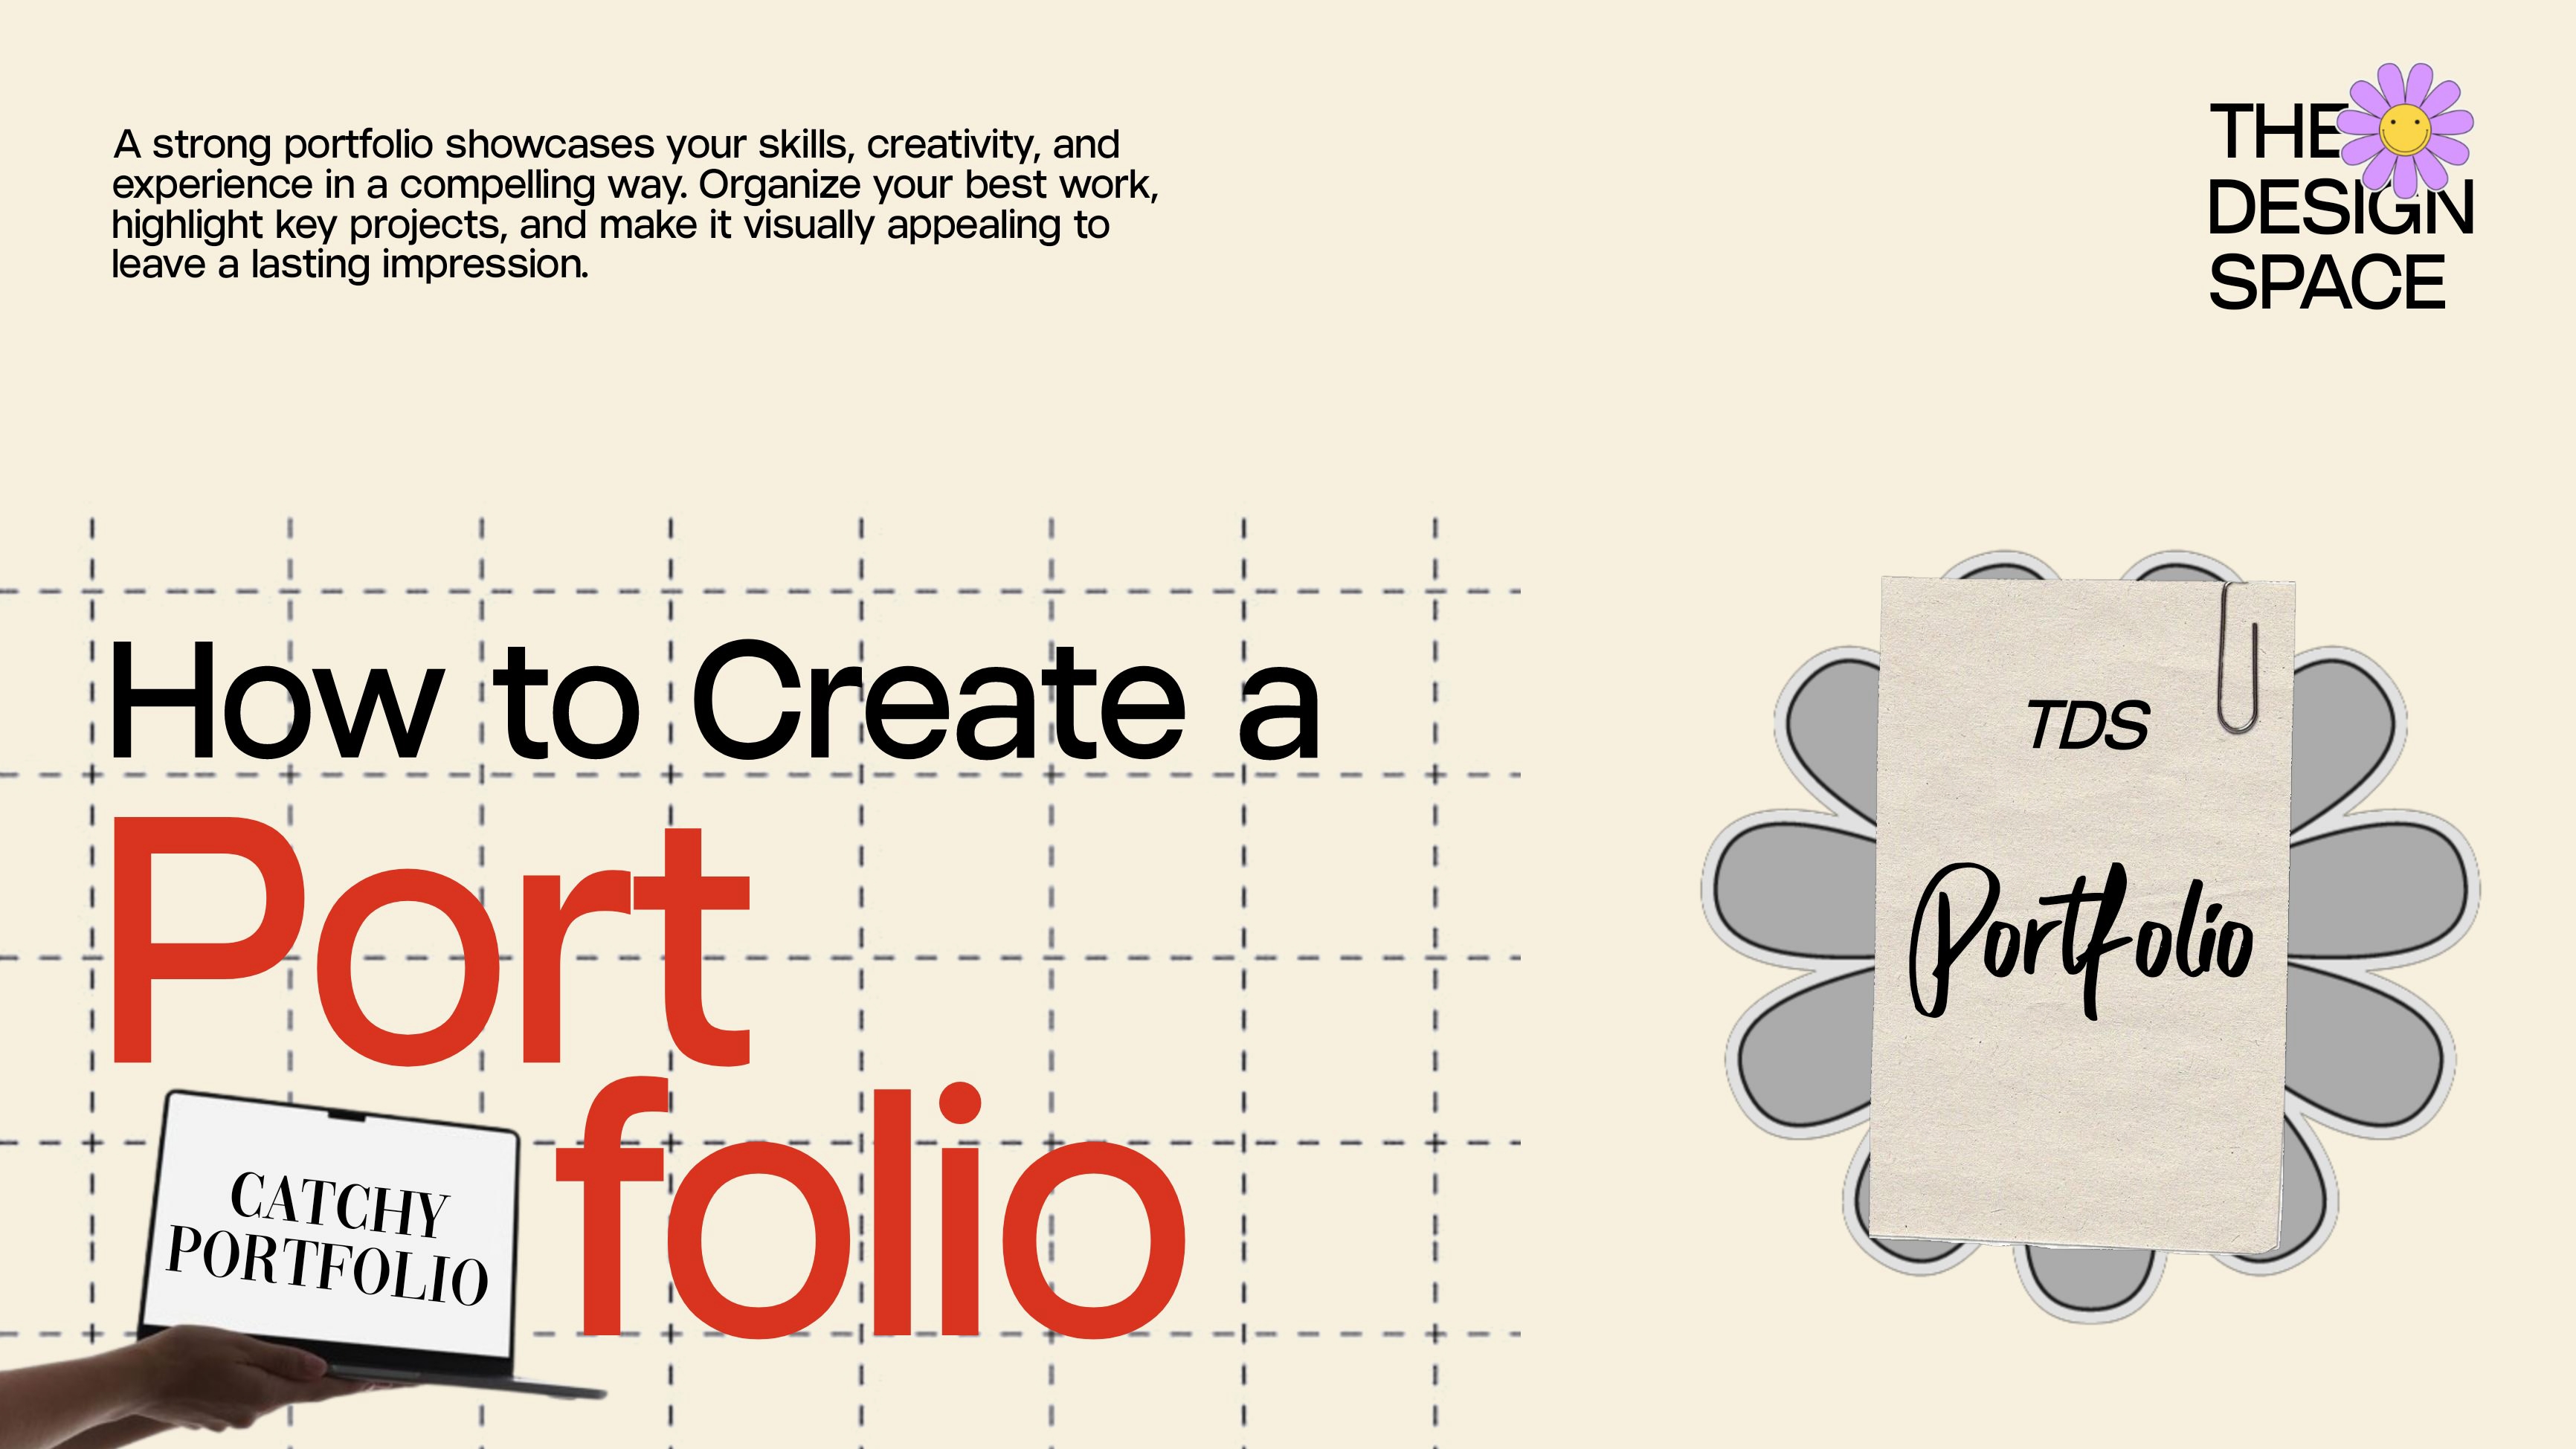 A strong portfolio showcases your skills, creativity, and
experience in a compelling way. Organize your best work,
highlight key projects, and make it visually appealing to
leave a lasting impression.
THE
DESIGN
SPACE
How to Create a
Port
folio
CATCHY
PORTFOLIO
TDS
Portfolio